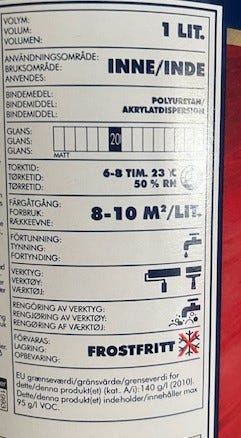 VOLYM:
VOLUM:
VOLUMEN:
1 LIT.
ANVÄNDNINGSOMRÅDE:
BRUKSOMRÅDE:
ANVENDES:
INNE/INDE
BINDEMEDEL:
BINDEMIDDEL:
BINDEMIDDEL:
POLYURETAN/
AKRYLATDISPERSION
GLANS:
GLANS:
GLANS:
20
MATT
TORKTID:
TØRKETID:
TØRETID:
6-8 TIM. 23°C
50 % RH
FÄRGÅTGÅNG:
FORBRUK:
RÆKKEEVNE:
8-10 M²/LIT.
FÖRTUNNING:
TYNNING:
FORTYNDING:
VERKTYG:
VERKTØY:
VÆRKTØJ:
RENGÖRING AV VERKTYG:
RENGJØRING AV VERKTØY:
RENGØRING AF VÆRKTØJ:
FÖRVARAS:
LAGRING:
OPBEVARING:
FROSTFRITT
EU grænseværdi/gränsvärde/grenseverdi for
dette/denna produkt(et) (kat. A/i):140 g/l (2010).
Dette/denna produkt(et) indeholder/innehåller max
95 g/l VOC.